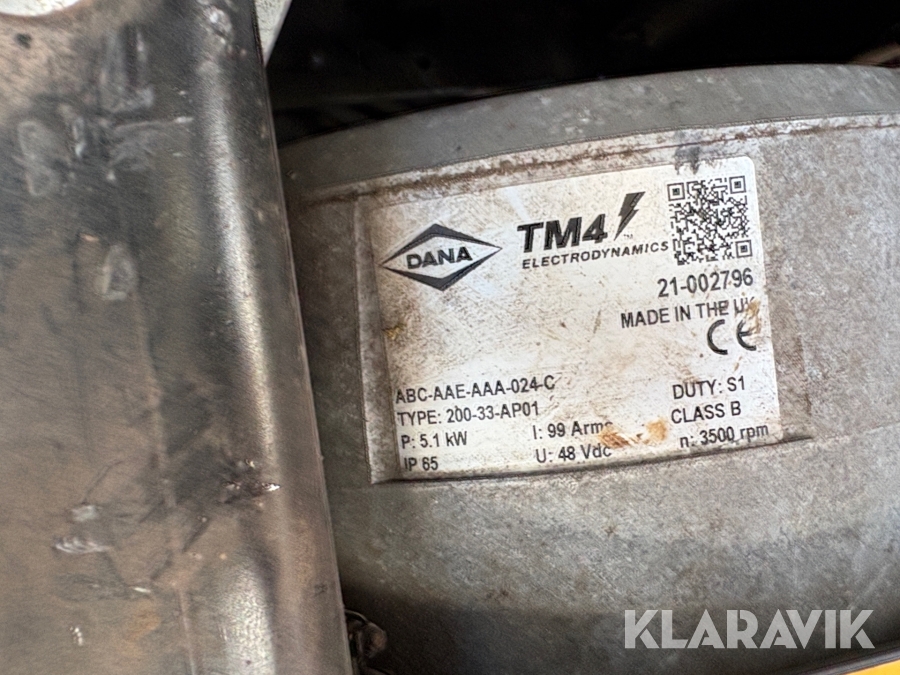 DANA
TM4
ELECTRODYNAMICS
21-002796
MADE IN THE UK
CE
ABC-AAE-AAA-024-C
TYPE: 200-33-AP01
DUTY: S1
P: 5.1 kW
I: 99 Arms
CLASS B
IP 65
U: 48 Vdc
n: 3500 rpm
KLARAVIK